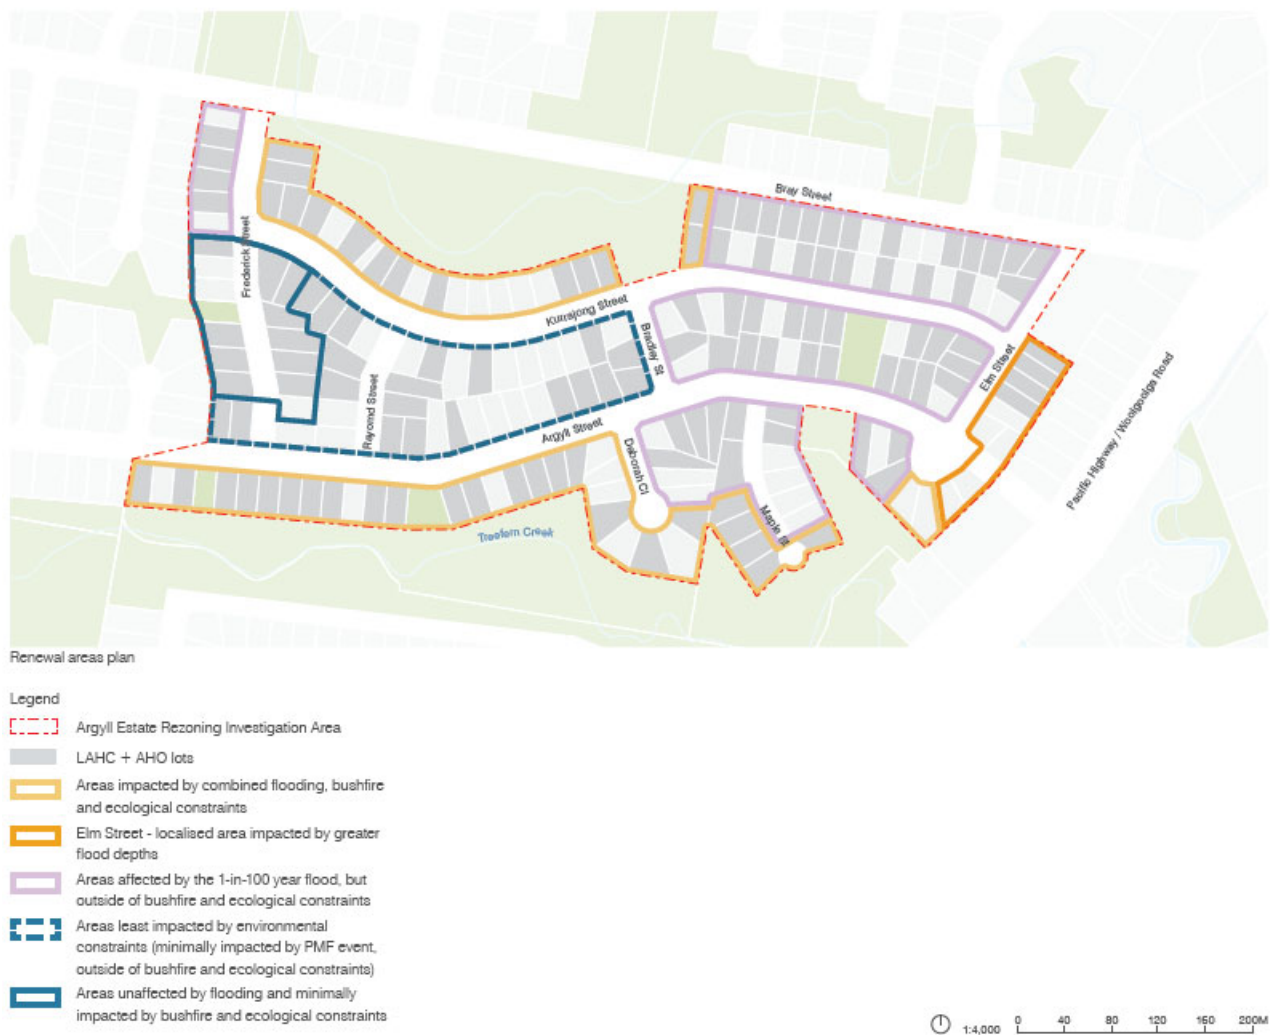 Bray Street
Frederick Street
Kurrajong Street
Bradley St
Elm Street
Rayomd Street
Argyll Street
Deborah Cl
Maple St
Pacific Highway / Woolgoolga Road
Treefern Creek
Renewal areas plan
Legend
Argyll Estate Rezoning Investigation Area
LAHC + AHO lots
Areas impacted by combined flooding, bushfire
and ecological constraints
Elm Street - localised area impacted by greater
flood depths
Areas affected by the 1-in-100 year flood, but
outside of bushfire and ecological constraints
Areas least impacted by environmental
constraints (minimally impacted by PMF event,
outside of bushfire and ecological constraints)
Areas unaffected by flooding and minimally
impacted by bushfire and ecological constraints
1:4,000 0 40 80 120 160 200M